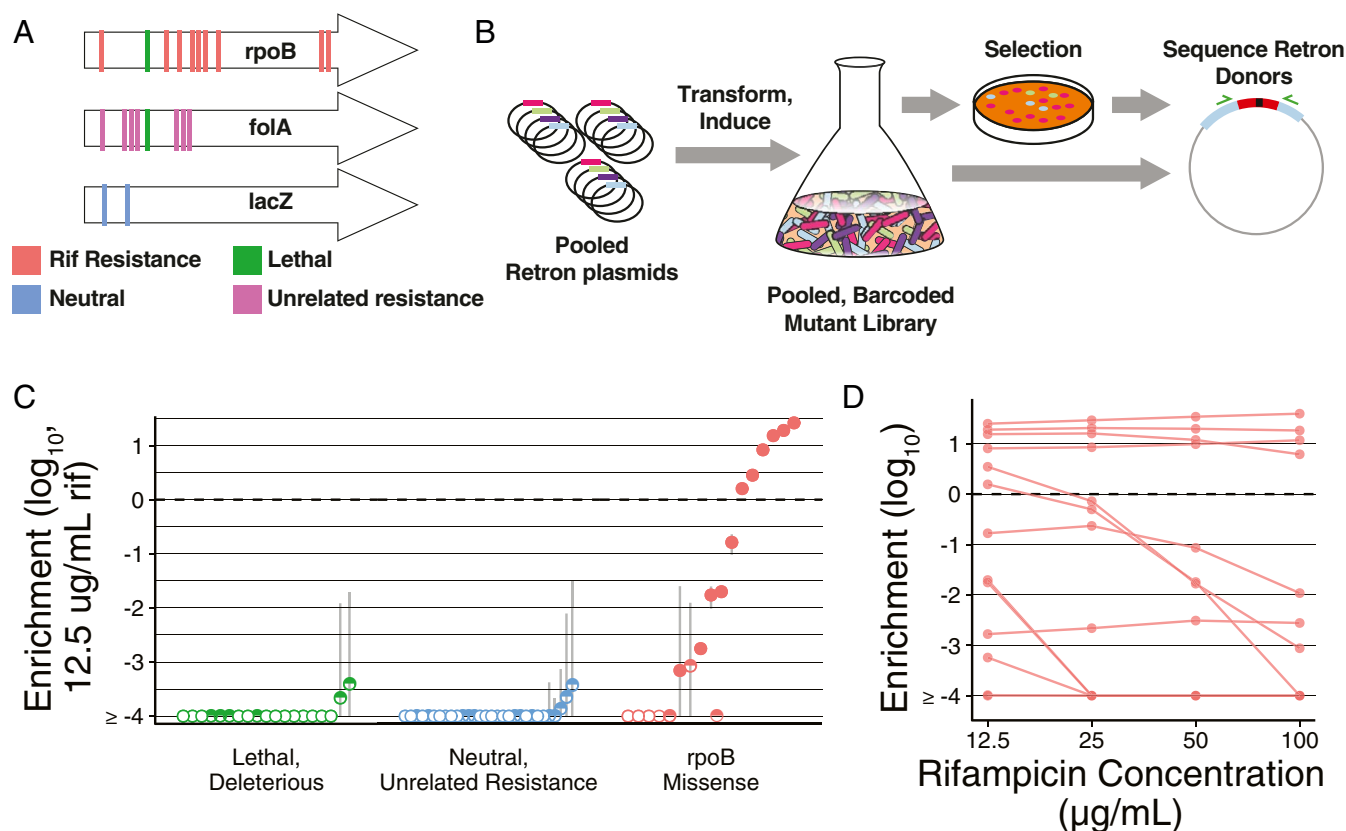 A
rpoB
folA
lacZ
Rif Resistance
Lethal
Neutral
Unrelated resistance
B
Pooled
Retron plasmids
Transform,
Induce
Pooled, Barcoded
Mutant Library
Selection
Sequence Retron
Donors
C
Enrichment (log10,
12.5 ug/mL rif)
1
0
-1
-2
-3
≥ -4
Lethal,
Deleterious
Neutral,
Unrelated Resistance
rpoB
Missense
D
Enrichment (log10)
1
0
-1
-2
-3
≥ -4
12.5
25
50
100
Rifampicin Concentration
(µg/mL)